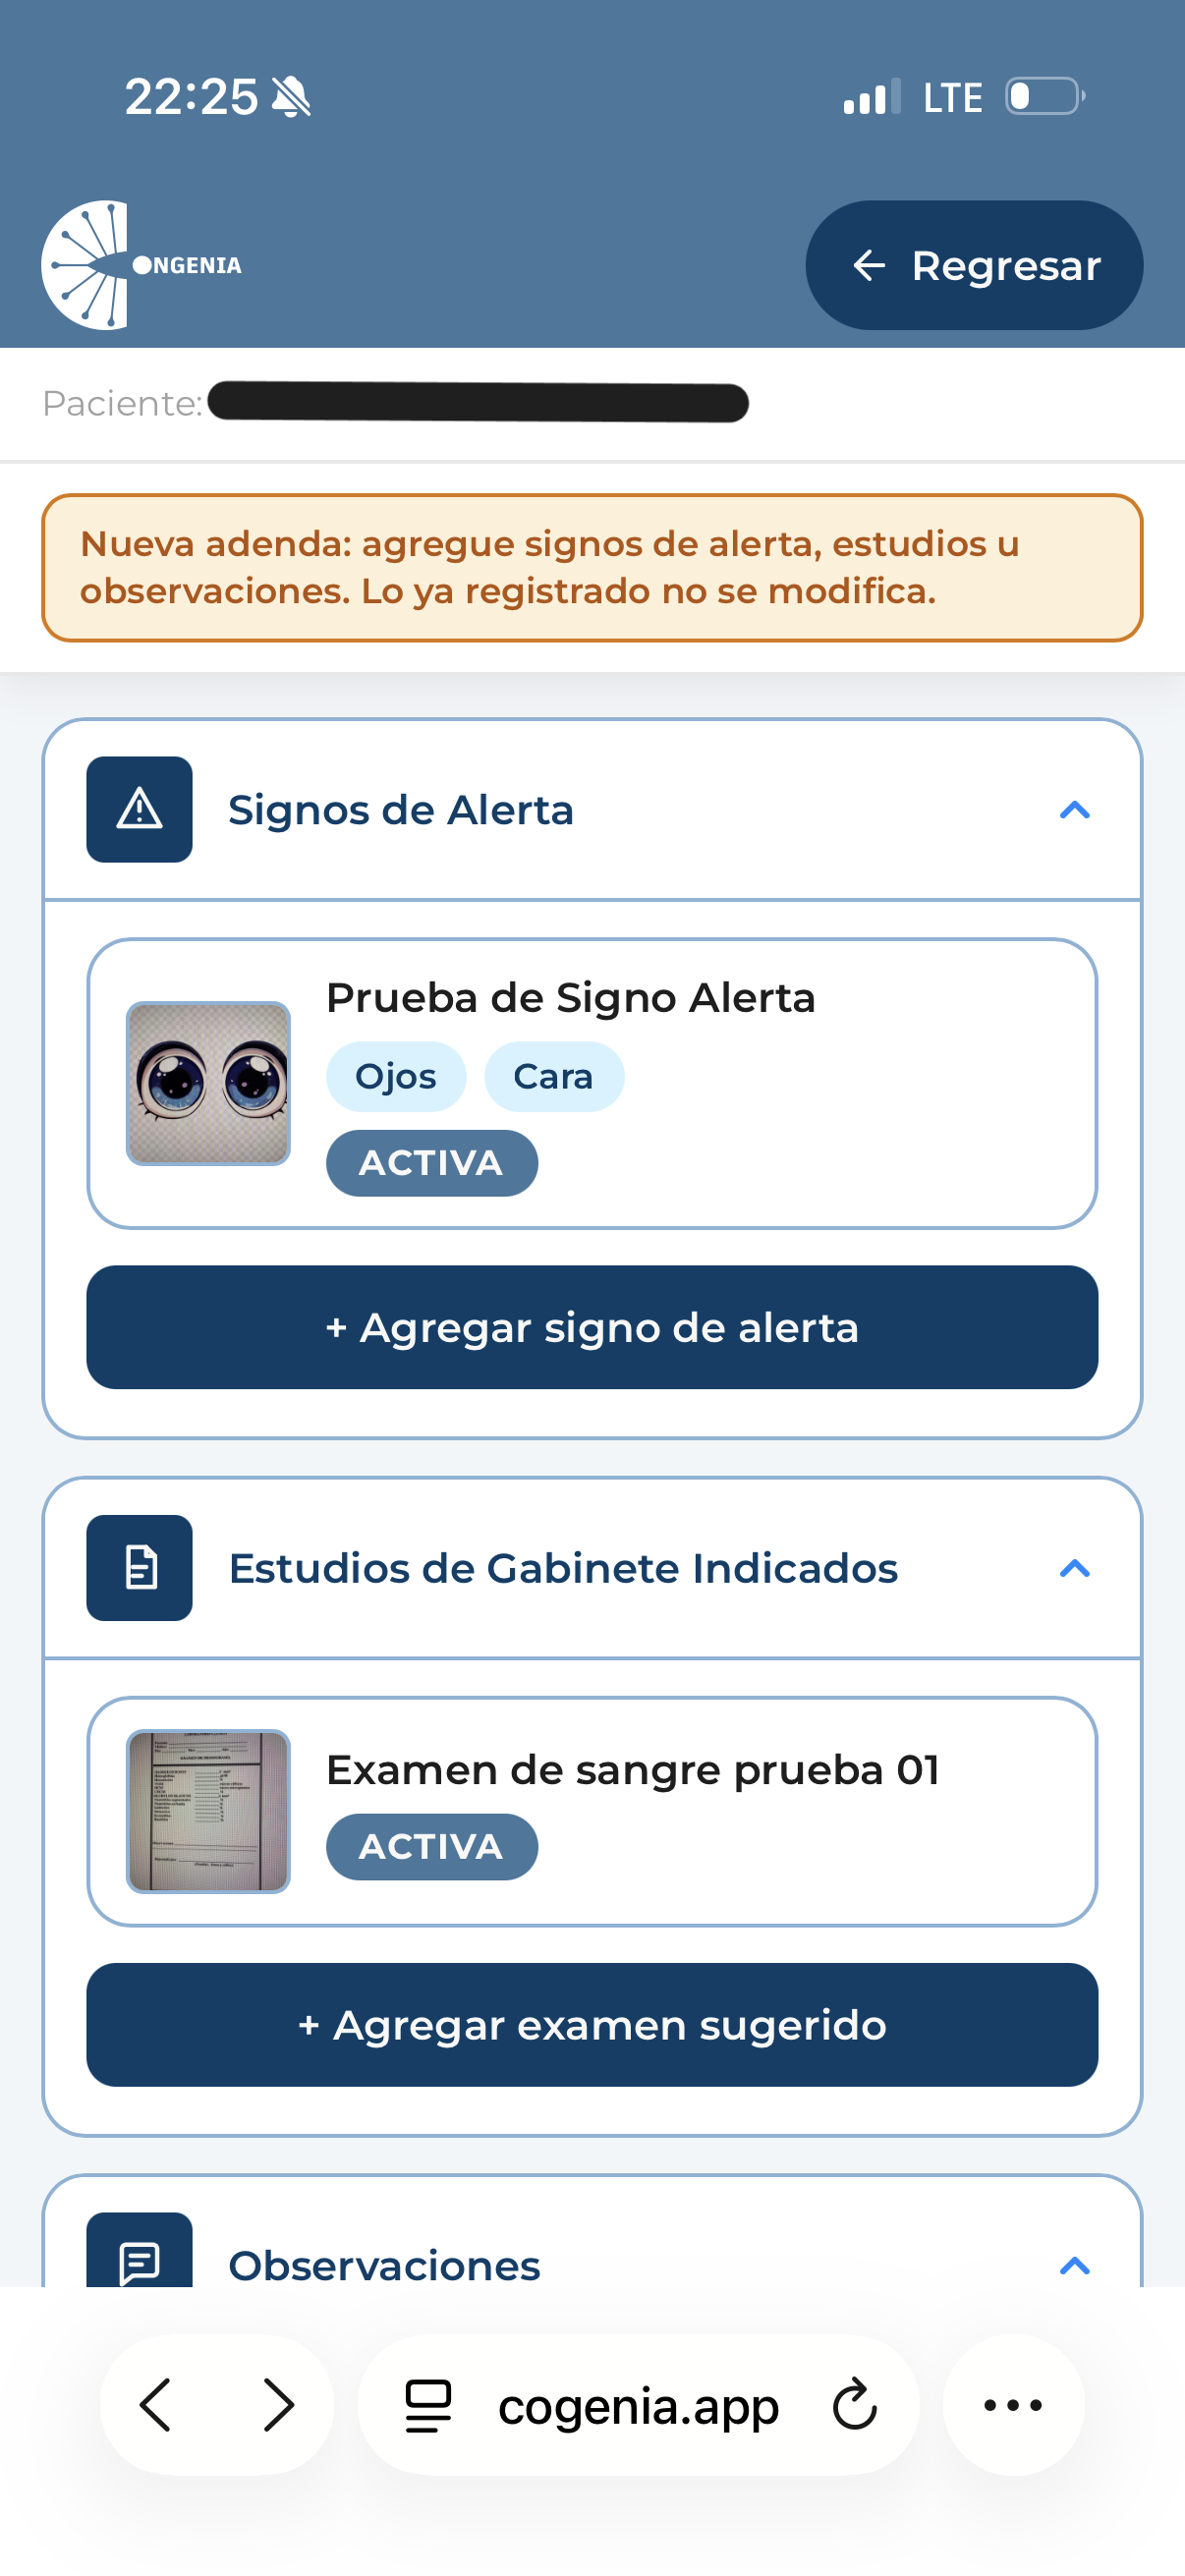 22:25
LTE
ONGENIA
← Regresar
Paciente:
Nueva adenda: agregue signos de alerta, estudios u
observaciones. Lo ya registrado no se modifica.
Signos de Alerta
Prueba de Signo Alerta
Ojos Cara
ACTIVA
+ Agregar signo de alerta
Estudios de Gabinete Indicados
Examen de sangre prueba 01
ACTIVA
+ Agregar examen sugerido
Observaciones
cogenia.app